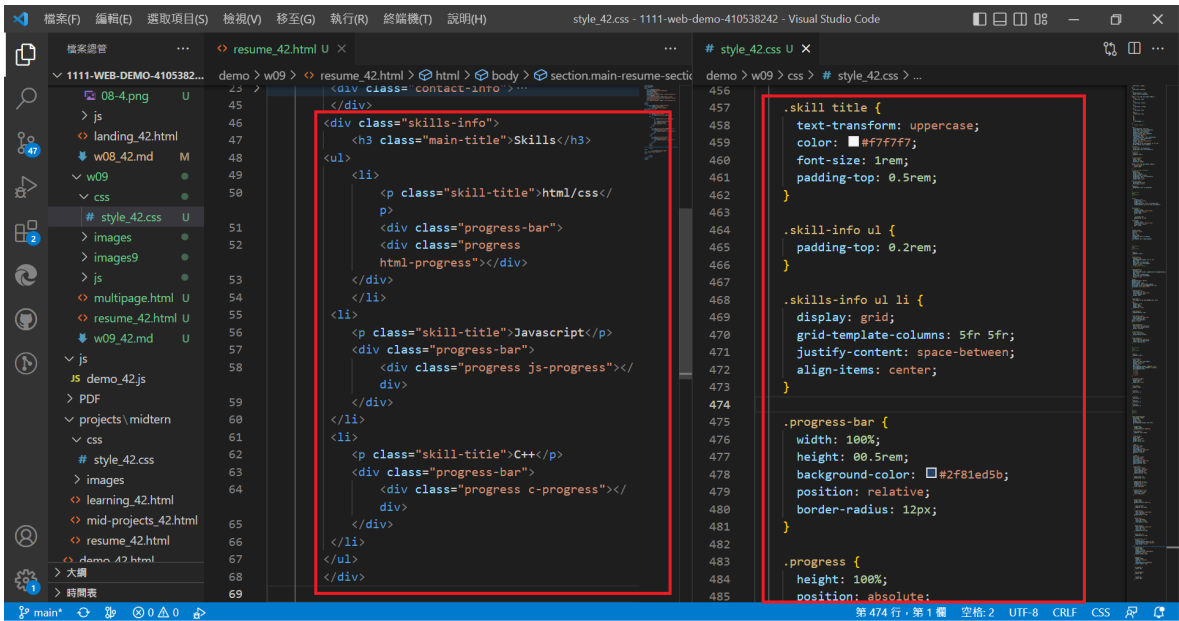 檔案(F) 編輯(E) 選取項目(S) 檢視(V) 移至(G) 執行(R) 終端機(T) 說明(H) style_42.css - 1111-web-demo-410538242 - Visual Studio Code
檔案總管 ···
1111-WEB-DEMO-4105382...
08-4.png U
js
landing_42.html
w08_42.md M
w09
css
# style_42.css U
images
images9
js
multipage.html U
resume_42.html U
w09_42.md U
js
JS demo_42.js
PDF
projects\midtern
css
# style_42.css
images
learning_42.html
mid-projects_42.html
resume_42.html
demo_42.html
大綱
時間表
47
2
1
resume_42.html U ×
demo > w09 > <> resume_42.html > html > body > section.main-resume-sectic
23 > <div class="contact-info">···
45 </div>
46 <div class="skills-info">
47 <h3 class="main-title">Skills</h3>
48 <ul>
49 <li>
50 <p class="skill-title">html/css</
p>
51 <div class="progress-bar">
52 <div class="progress
html-progress"></div>
53 </div>
54 </li>
55 <li>
56 <p class="skill-title">Javascript</p>
57 <div class="progress-bar">
58 <div class="progress js-progress"></
div>
59 </div>
60 </li>
61 <li>
62 <p class="skill-title">C++</p>
63 <div class="progress-bar">
64 <div class="progress c-progress"></
div>
65 </div>
66 </li>
67 </ul>
68 </div>
69
# style_42.css U ×
demo > w09 > css > # style_42.css > ...
456
457 .skill title {
458 text-transform: uppercase;
459 color: #f7f7f7;
460 font-size: 1rem;
461 padding-top: 0.5rem;
462 }
463
464 .skill-info ul {
465 padding-top: 0.2rem;
466 }
467
468 .skills-info ul li {
469 display: grid;
470 grid-template-columns: 5fr 5fr;
471 justify-content: space-between;
472 align-items: center;
473 }
474
475 .progress-bar {
476 width: 100%;
477 height: 00.5rem;
478 background-color: #2f81ed5b;
479 position: relative;
480 border-radius: 12px;
481 }
482
483 .progress {
484 height: 100%;
485 position: absolute;
main* 0 0 第 474 行，第 1 欄 空格: 2 UTF-8 CRLF CSS